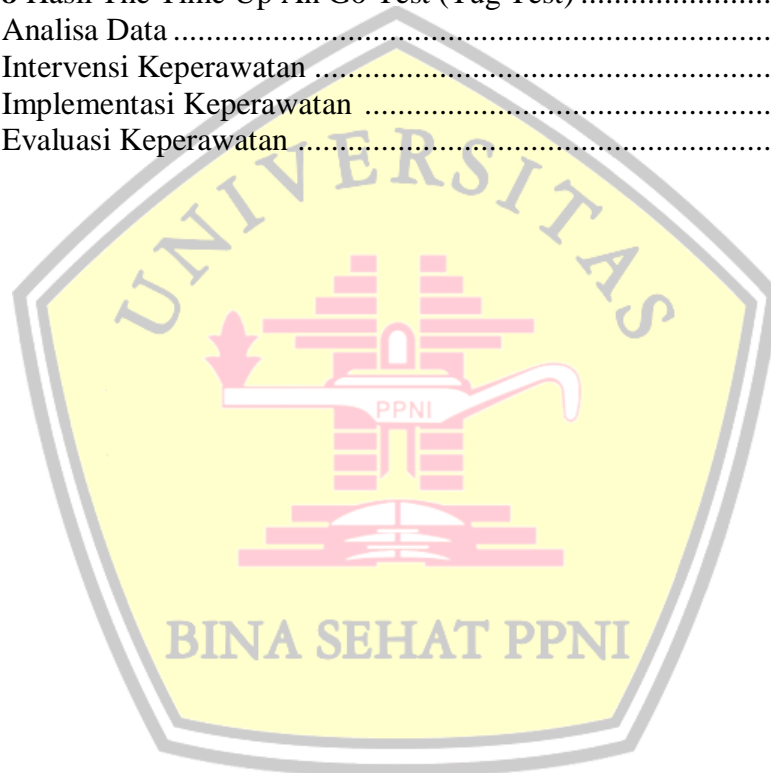 8 Hasil The Time Up An Go Test (Tug Test) ........................
Analisa Data ...........................................................................
Intervensi Keperawatan .........................................................
Implementasi Keperawatan ...................................................
Evaluasi Keperawatan ...........................................................
UNIVERSITAS
PPNI
BINA SEHAT PPNI